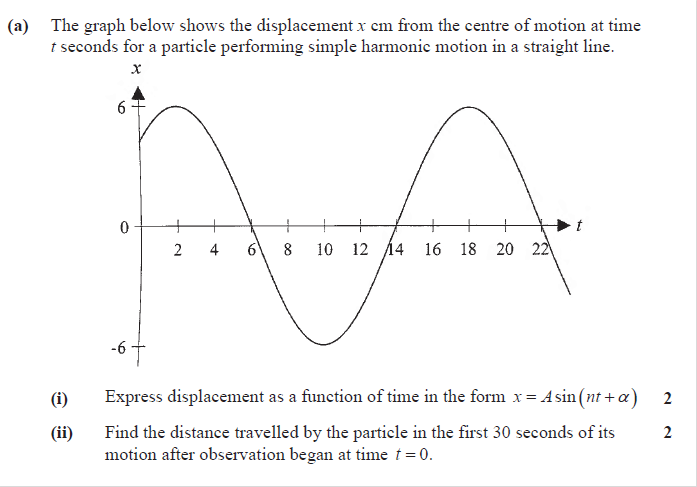 (a) The graph below shows the displacement x cm from the centre of motion at time
t seconds for a particle performing simple harmonic motion in a straight line.
x
6
0
t
2 4 6 8 10 12 14 16 18 20 22
-6
(i) Express displacement as a function of time in the form x = A sin(nt + α) 2
(ii) Find the distance travelled by the particle in the first 30 seconds of its 2
motion after observation began at time t = 0.